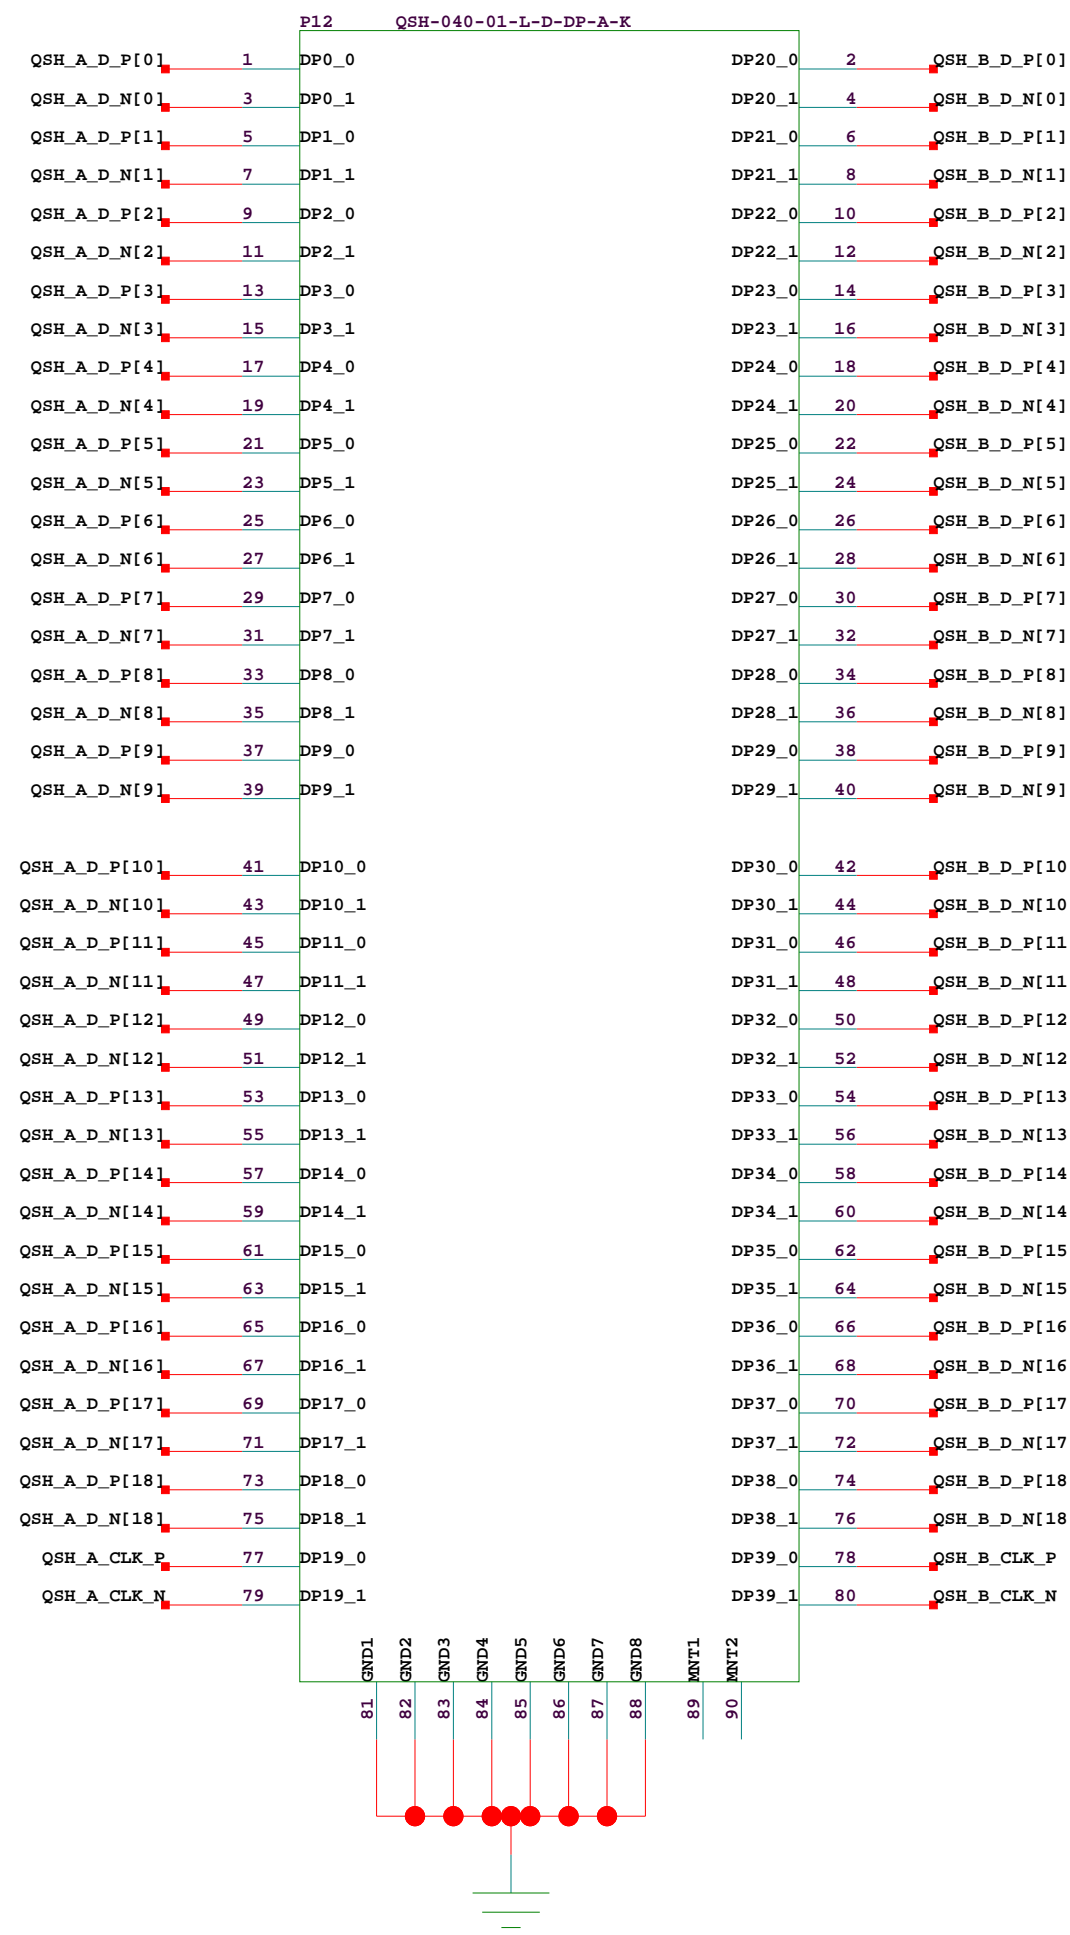 P12 QSH-040-01-L-D-DP-A-K
QSH_A_D_P[0] 1 DP0_0 DP20_0 2 QSH_B_D_P[0]
QSH_A_D_N[0] 3 DP0_1 DP20_1 4 QSH_B_D_N[0]
QSH_A_D_P[1] 5 DP1_0 DP21_0 6 QSH_B_D_P[1]
QSH_A_D_N[1] 7 DP1_1 DP21_1 8 QSH_B_D_N[1]
QSH_A_D_P[2] 9 DP2_0 DP22_0 10 QSH_B_D_P[2]
QSH_A_D_N[2] 11 DP2_1 DP22_1 12 QSH_B_D_N[2]
QSH_A_D_P[3] 13 DP3_0 DP23_0 14 QSH_B_D_P[3]
QSH_A_D_N[3] 15 DP3_1 DP23_1 16 QSH_B_D_N[3]
QSH_A_D_P[4] 17 DP4_0 DP24_0 18 QSH_B_D_P[4]
QSH_A_D_N[4] 19 DP4_1 DP24_1 20 QSH_B_D_N[4]
QSH_A_D_P[5] 21 DP5_0 DP25_0 22 QSH_B_D_P[5]
QSH_A_D_N[5] 23 DP5_1 DP25_1 24 QSH_B_D_N[5]
QSH_A_D_P[6] 25 DP6_0 DP26_0 26 QSH_B_D_P[6]
QSH_A_D_N[6] 27 DP6_1 DP26_1 28 QSH_B_D_N[6]
QSH_A_D_P[7] 29 DP7_0 DP27_0 30 QSH_B_D_P[7]
QSH_A_D_N[7] 31 DP7_1 DP27_1 32 QSH_B_D_N[7]
QSH_A_D_P[8] 33 DP8_0 DP28_0 34 QSH_B_D_P[8]
QSH_A_D_N[8] 35 DP8_1 DP28_1 36 QSH_B_D_N[8]
QSH_A_D_P[9] 37 DP9_0 DP29_0 38 QSH_B_D_P[9]
QSH_A_D_N[9] 39 DP9_1 DP29_1 40 QSH_B_D_N[9]
QSH_A_D_P[10] 41 DP10_0 DP30_0 42 QSH_B_D_P[10
QSH_A_D_N[10] 43 DP10_1 DP30_1 44 QSH_B_D_N[10
QSH_A_D_P[11] 45 DP11_0 DP31_0 46 QSH_B_D_P[11
QSH_A_D_N[11] 47 DP11_1 DP31_1 48 QSH_B_D_N[11
QSH_A_D_P[12] 49 DP12_0 DP32_0 50 QSH_B_D_P[12
QSH_A_D_N[12] 51 DP12_1 DP32_1 52 QSH_B_D_N[12
QSH_A_D_P[13] 53 DP13_0 DP33_0 54 QSH_B_D_P[13
QSH_A_D_N[13] 55 DP13_1 DP33_1 56 QSH_B_D_N[13
QSH_A_D_P[14] 57 DP14_0 DP34_0 58 QSH_B_D_P[14
QSH_A_D_N[14] 59 DP14_1 DP34_1 60 QSH_B_D_N[14
QSH_A_D_P[15] 61 DP15_0 DP35_0 62 QSH_B_D_P[15
QSH_A_D_N[15] 63 DP15_1 DP35_1 64 QSH_B_D_N[15
QSH_A_D_P[16] 65 DP16_0 DP36_0 66 QSH_B_D_P[16
QSH_A_D_N[16] 67 DP16_1 DP36_1 68 QSH_B_D_N[16
QSH_A_D_P[17] 69 DP17_0 DP37_0 70 QSH_B_D_P[17
QSH_A_D_N[17] 71 DP17_1 DP37_1 72 QSH_B_D_N[17
QSH_A_D_P[18] 73 DP18_0 DP38_0 74 QSH_B_D_P[18
QSH_A_D_N[18] 75 DP18_1 DP38_1 76 QSH_B_D_N[18
QSH_A_CLK_P 77 DP19_0 DP39_0 78 QSH_B_CLK_P
QSH_A_CLK_N 79 DP19_1 DP39_1 80 QSH_B_CLK_N
GND1 GND2 GND3 GND4 GND5 GND6 GND7 GND8 MNT1 MNT2
81 82 83 84 85 86 87 88 89 90